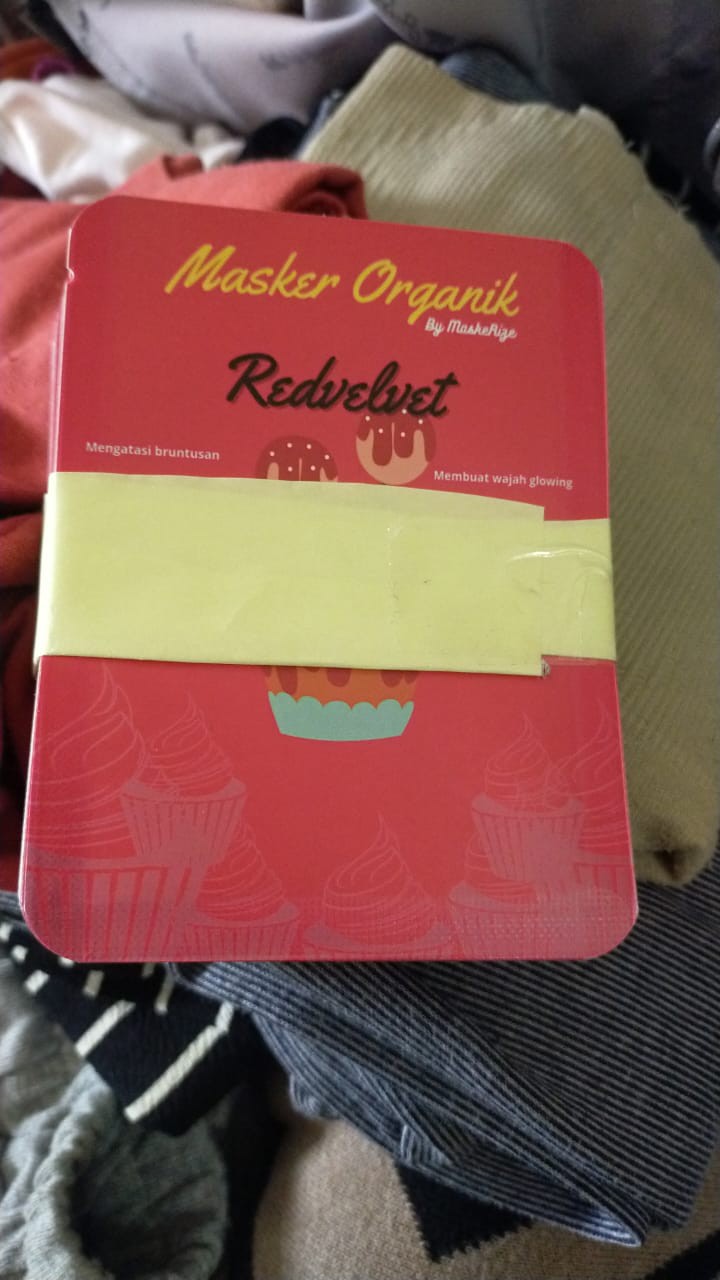 Masker Organik
By MaskeRize
Redvelvet
Mengatasi bruntusan
Membuat wajah glowing